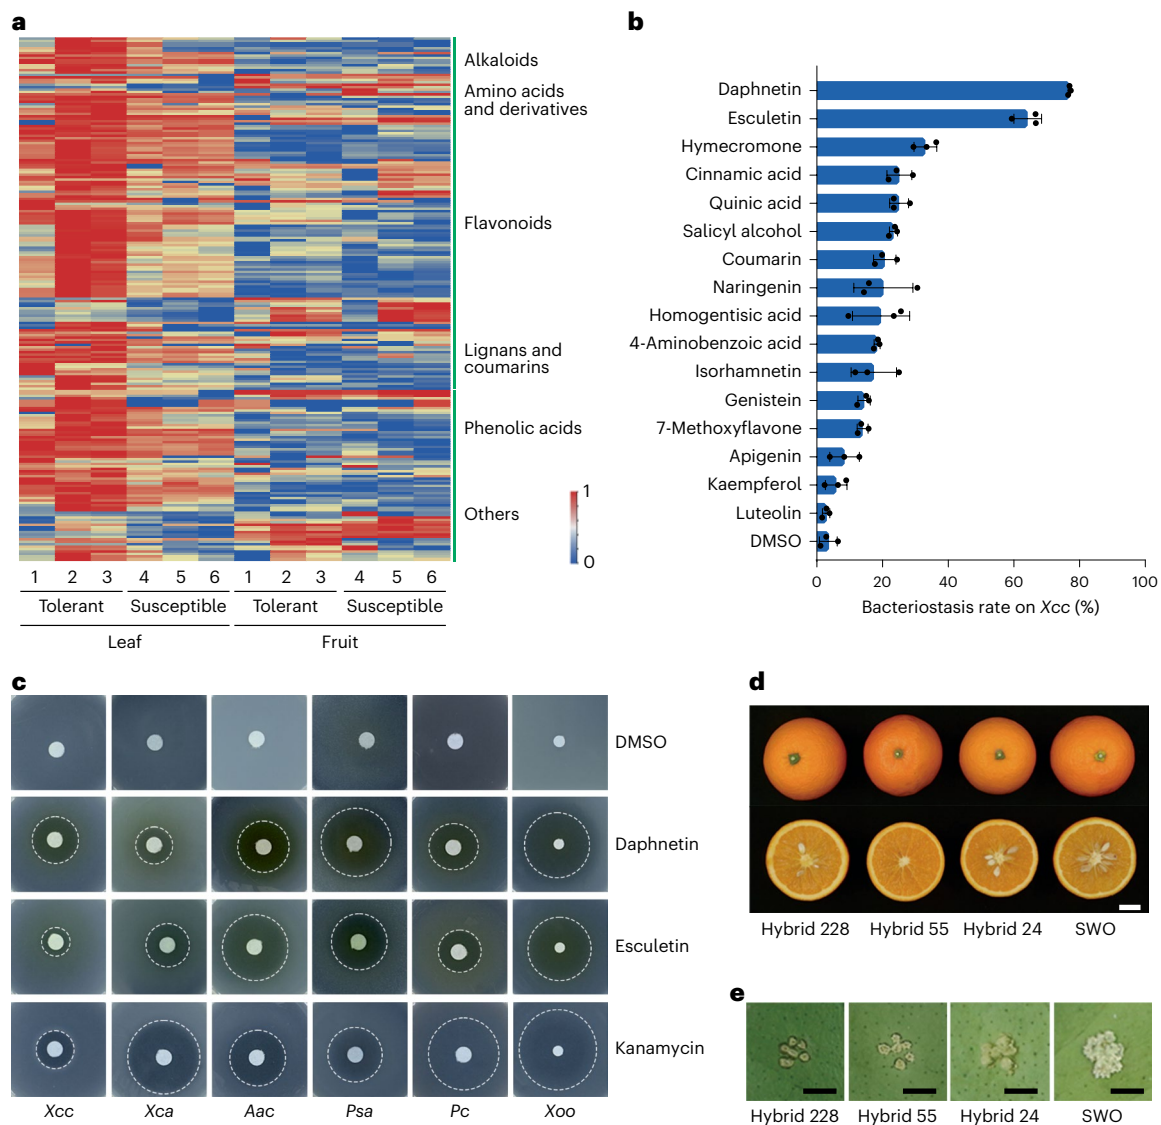 a
Alkaloids
Amino acids
and derivatives
Flavonoids
Lignans and
coumarins
Phenolic acids
Others
1
0
1 2 3 4 5 6 1 2 3 4 5 6
Tolerant Susceptible Tolerant Susceptible
Leaf Fruit
b
Daphnetin
Esculetin
Hymecromone
Cinnamic acid
Quinic acid
Salicyl alcohol
Coumarin
Naringenin
Homogentisic acid
4-Aminobenzoic acid
Isorhamnetin
Genistein
7-Methoxyflavone
Apigenin
Kaempferol
Luteolin
DMSO
0 20 40 60 80 100
Bacteriostasis rate on Xcc (%)
c
DMSO
Daphnetin
Esculetin
Kanamycin
Xcc Xca Aac Psa Pc Xoo
d
Hybrid 228 Hybrid 55 Hybrid 24 SWO
e
Hybrid 228 Hybrid 55 Hybrid 24 SWO